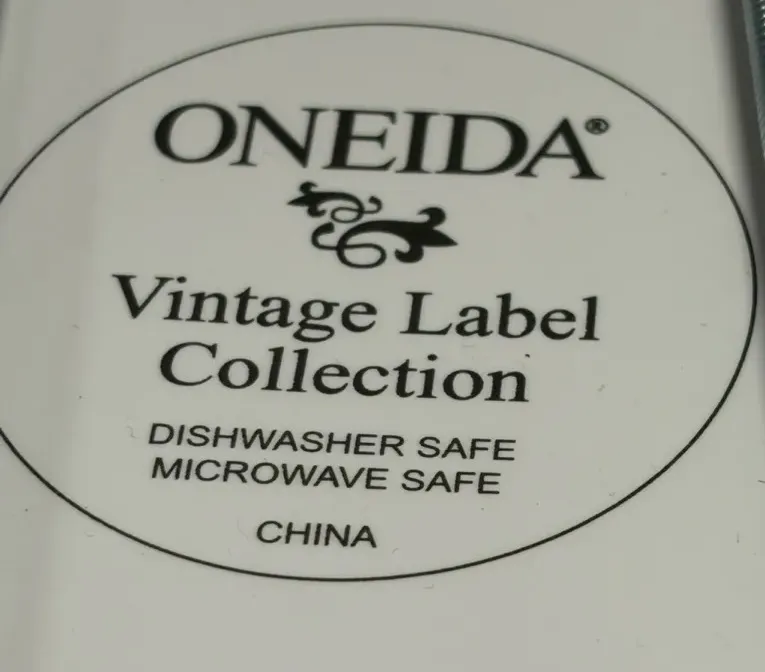 ONEIDA®
Vintage Label
Collection
DISHWASHER SAFE
MICROWAVE SAFE
CHINA